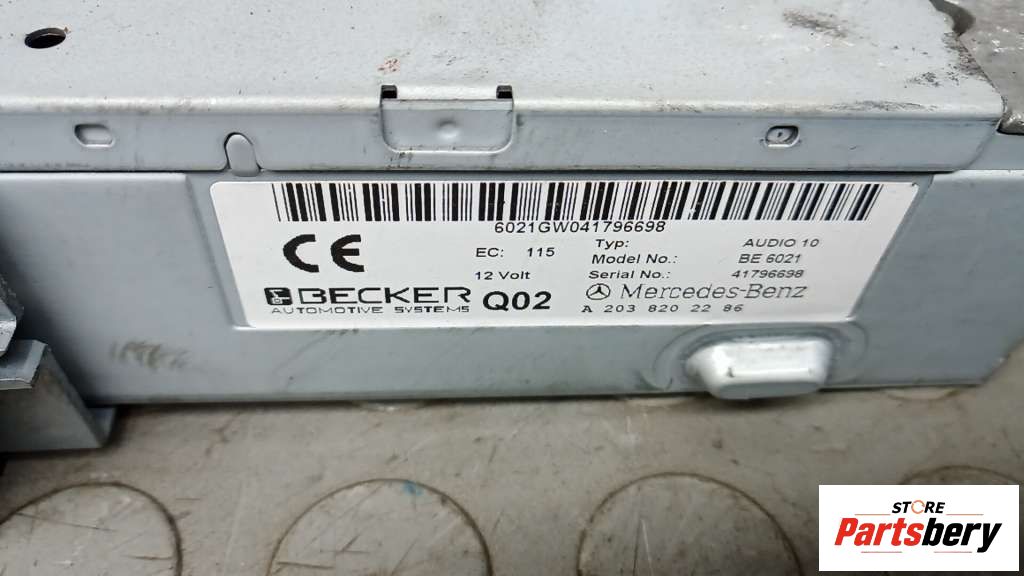 6021GW041796698
CE
EC: 115
Typ: AUDIO 10
Model No.: BE 6021
12 Volt
Serial No.: 41796698
BECKER
AUTOMOTIVE SYSTEMS
Q02
Mercedes-Benz
A 203 820 22 86
STORE
Partsbery